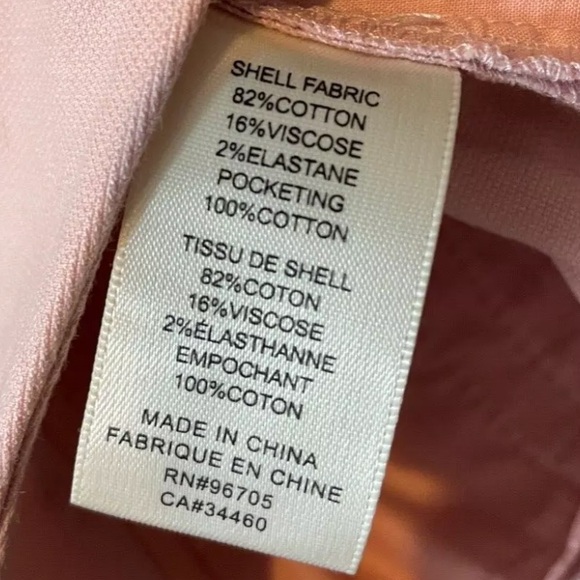 SHELL FABRIC
82%COTTON
16%VISCOSE
2%ELASTANE
POCKETING
100%COTTON
TISSU DE SHELL
82%COTON
16%VISCOSE
2%ÉLASTHANNE
EMPOCHANT
100%COTON
MADE IN CHINA
FABRIQUE EN CHINE
RN#96705
CA#34460